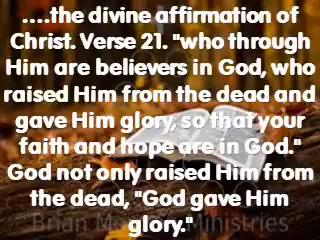 ....the divine affirmation of
Christ. Verse 21. "who through
Him are believers in God, who
raised Him from the dead and
gave Him glory, so that your
faith and hope are in God."
God not only raised Him from
the dead, "God gave Him
glory."
Brian Ministries